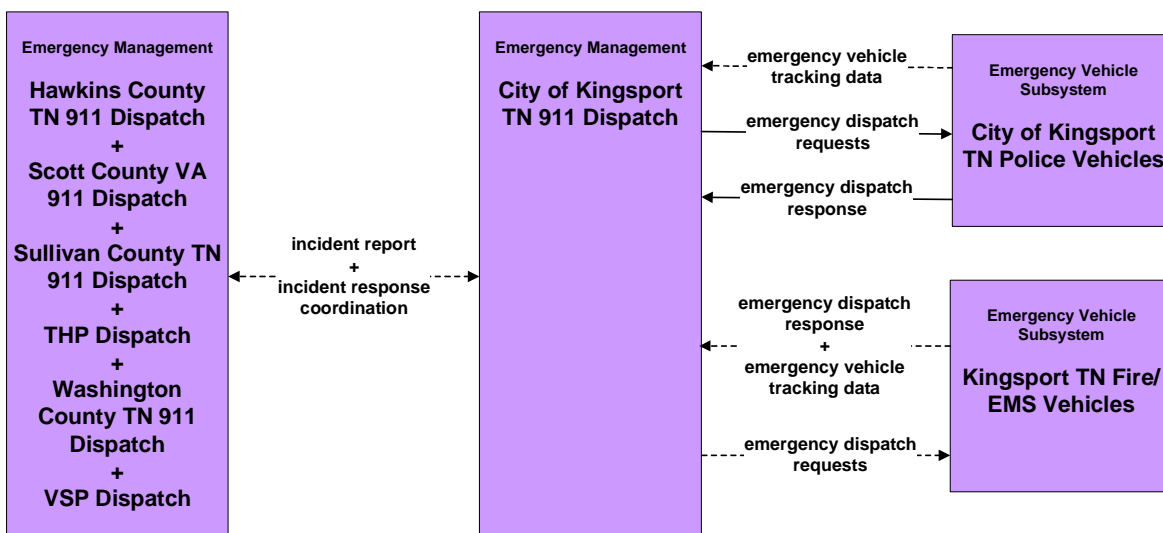 Emergency Management
Hawkins County
TN 911 Dispatch
+
Scott County VA
911 Dispatch
+
Sullivan County TN
911 Dispatch
+
THP Dispatch
+
Washington
County TN 911
Dispatch
+
VSP Dispatch
incident report
+
incident response
coordination
Emergency Management
City of Kingsport
TN 911 Dispatch
emergency vehicle
tracking data
emergency dispatch
requests
emergency dispatch
response
emergency dispatch
response
+
emergency vehicle
tracking data
emergency dispatch
requests
Emergency Vehicle
Subsystem
City of Kingsport
TN Police Vehicles
Emergency Vehicle
Subsystem
Kingsport TN Fire/
EMS Vehicles